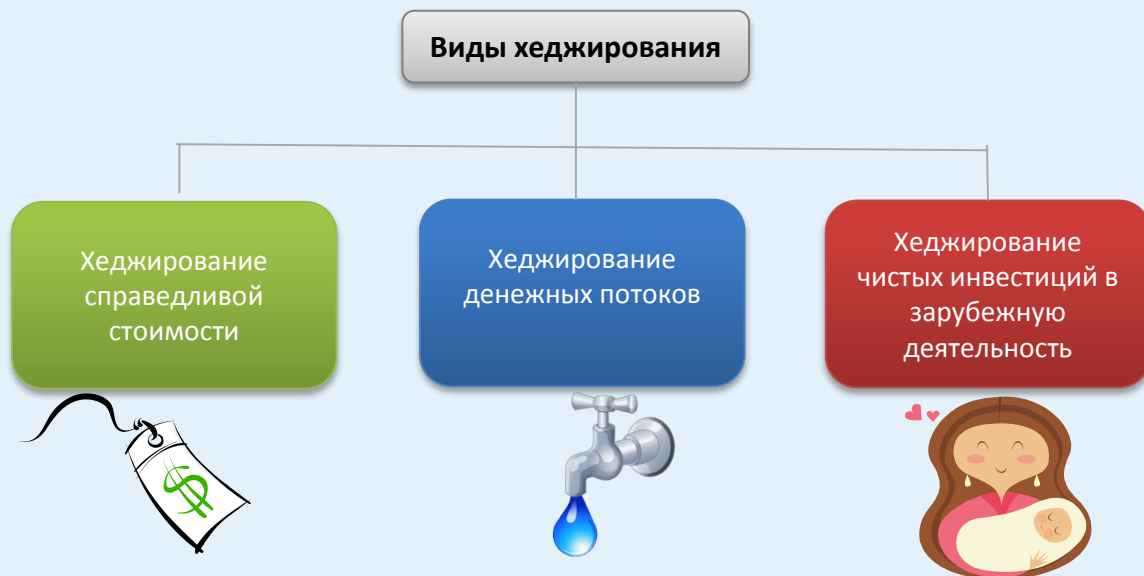 Виды хеджирования
Хеджирование
справедливой
стоимости
Хеджирование
денежных потоков
Хеджирование
чистых инвестиций в
зарубежную
деятельность
$